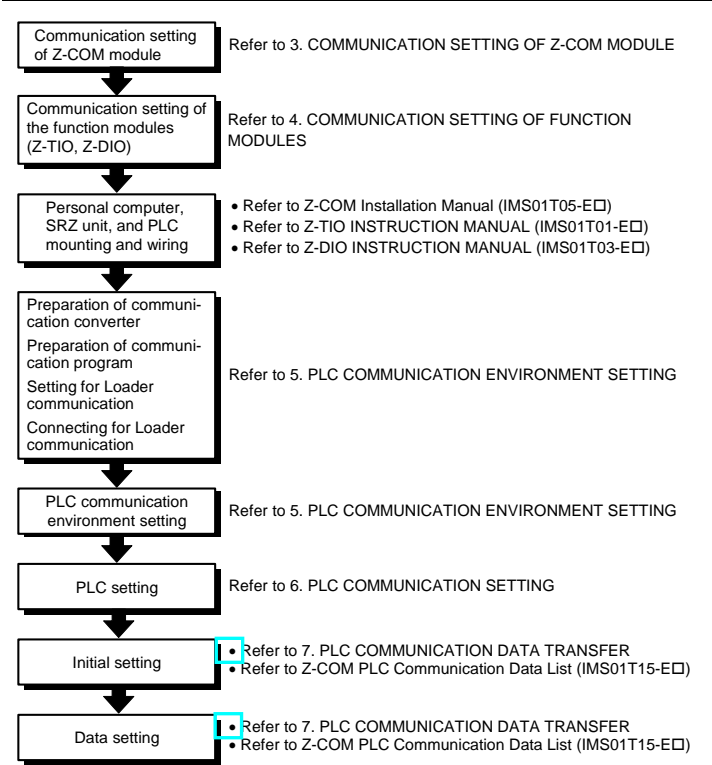 Communication setting
of Z-COM module
Refer to 3. COMMUNICATION SETTING OF Z-COM MODULE
Communication setting of
the function modules
(Z-TIO, Z-DIO)
Refer to 4. COMMUNICATION SETTING OF FUNCTION
MODULES
Personal computer,
SRZ unit, and PLC
mounting and wiring
• Refer to Z-COM Installation Manual (IMS01T05-E□)
• Refer to Z-TIO INSTRUCTION MANUAL (IMS01T01-E□)
• Refer to Z-DIO INSTRUCTION MANUAL (IMS01T03-E□)
Preparation of communi-
cation converter
Preparation of communi-
cation program
Setting for Loader
communication
Connecting for Loader
communication
Refer to 5. PLC COMMUNICATION ENVIRONMENT SETTING
PLC communication
environment setting
Refer to 5. PLC COMMUNICATION ENVIRONMENT SETTING
PLC setting
Refer to 6. PLC COMMUNICATION SETTING
Initial setting
• Refer to 7. PLC COMMUNICATION DATA TRANSFER
• Refer to Z-COM PLC Communication Data List (IMS01T15-E□)
Data setting
• Refer to 7. PLC COMMUNICATION DATA TRANSFER
• Refer to Z-COM PLC Communication Data List (IMS01T15-E□)